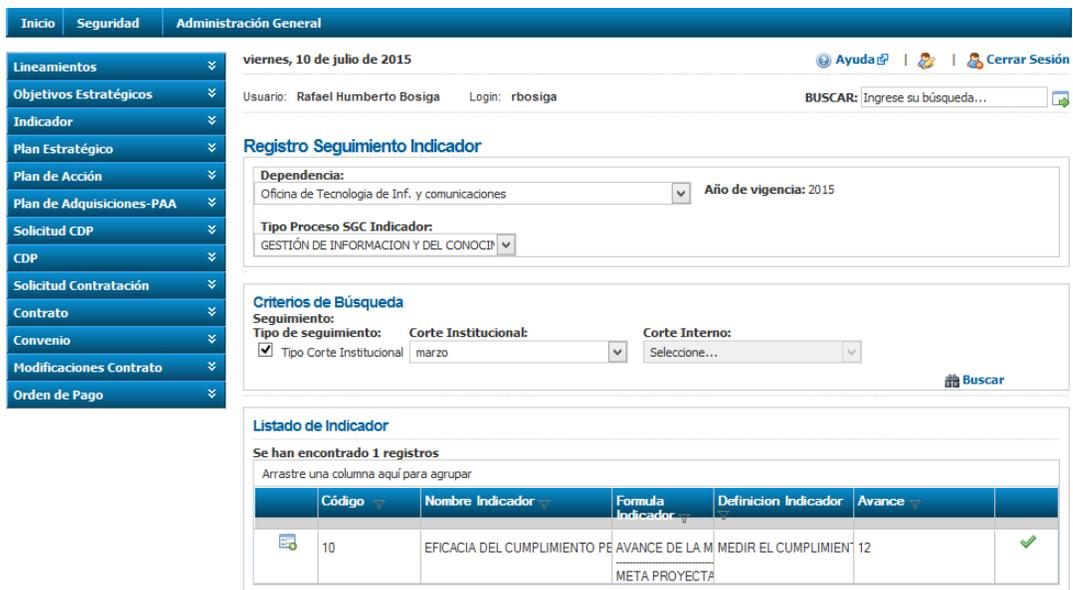 Inicio Seguridad Administración General
viernes, 10 de julio de 2015 Ayuda | | Cerrar Sesión
Usuario: Rafael Humberto Bosiga Login: rbosiga BUSCAR: Ingrese su búsqueda...
Lineamientos
Objetivos Estratégicos
Indicador
Plan Estratégico
Plan de Acción
Plan de Adquisiciones-PAA
Solicitud CDP
CDP
Solicitud Contratación
Contrato
Convenio
Modificaciones Contrato
Orden de Pago
Registro Seguimiento Indicador
Dependencia:
Oficina de Tecnologia de Inf. y comunicaciones Año de vigencia: 2015
Tipo Proceso SGC Indicador:
GESTIÓN DE INFORMACION Y DEL CONOCIM
Criterios de Búsqueda
Seguimiento:
Tipo de seguimiento: Corte Institucional: Corte Interno:
Tipo Corte Institucional marzo Seleccione...
Buscar
Listado de Indicador
Se han encontrado 1 registros
Arrastre una columna aquí para agrupar
Código Nombre Indicador Formula Indicador Definicion Indicador Avance
10 EFICACIA DEL CUMPLIMIENTO PE AVANCE DE LA M MEDIR EL CUMPLIMIENT 12
--------------------------
META PROYECTA